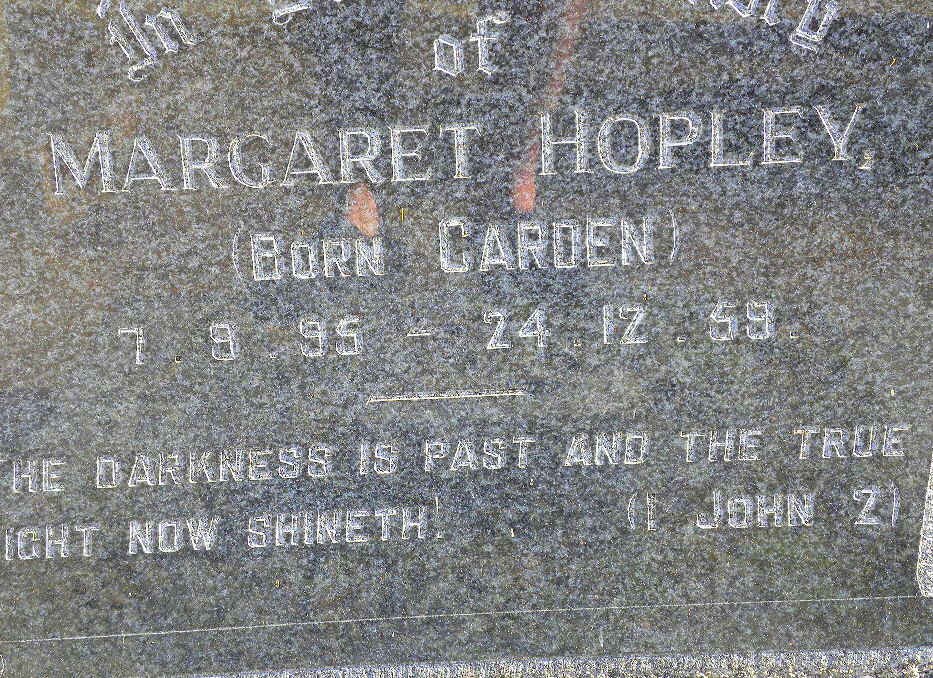 In
of
MARGARET HOPLEY,
(BORN CARDEN)
7.9.95 – 24.12.59.
HE DARKNESS IS PAST AND THE TRUE
IGHT NOW SHINETH! (I JOHN 2)